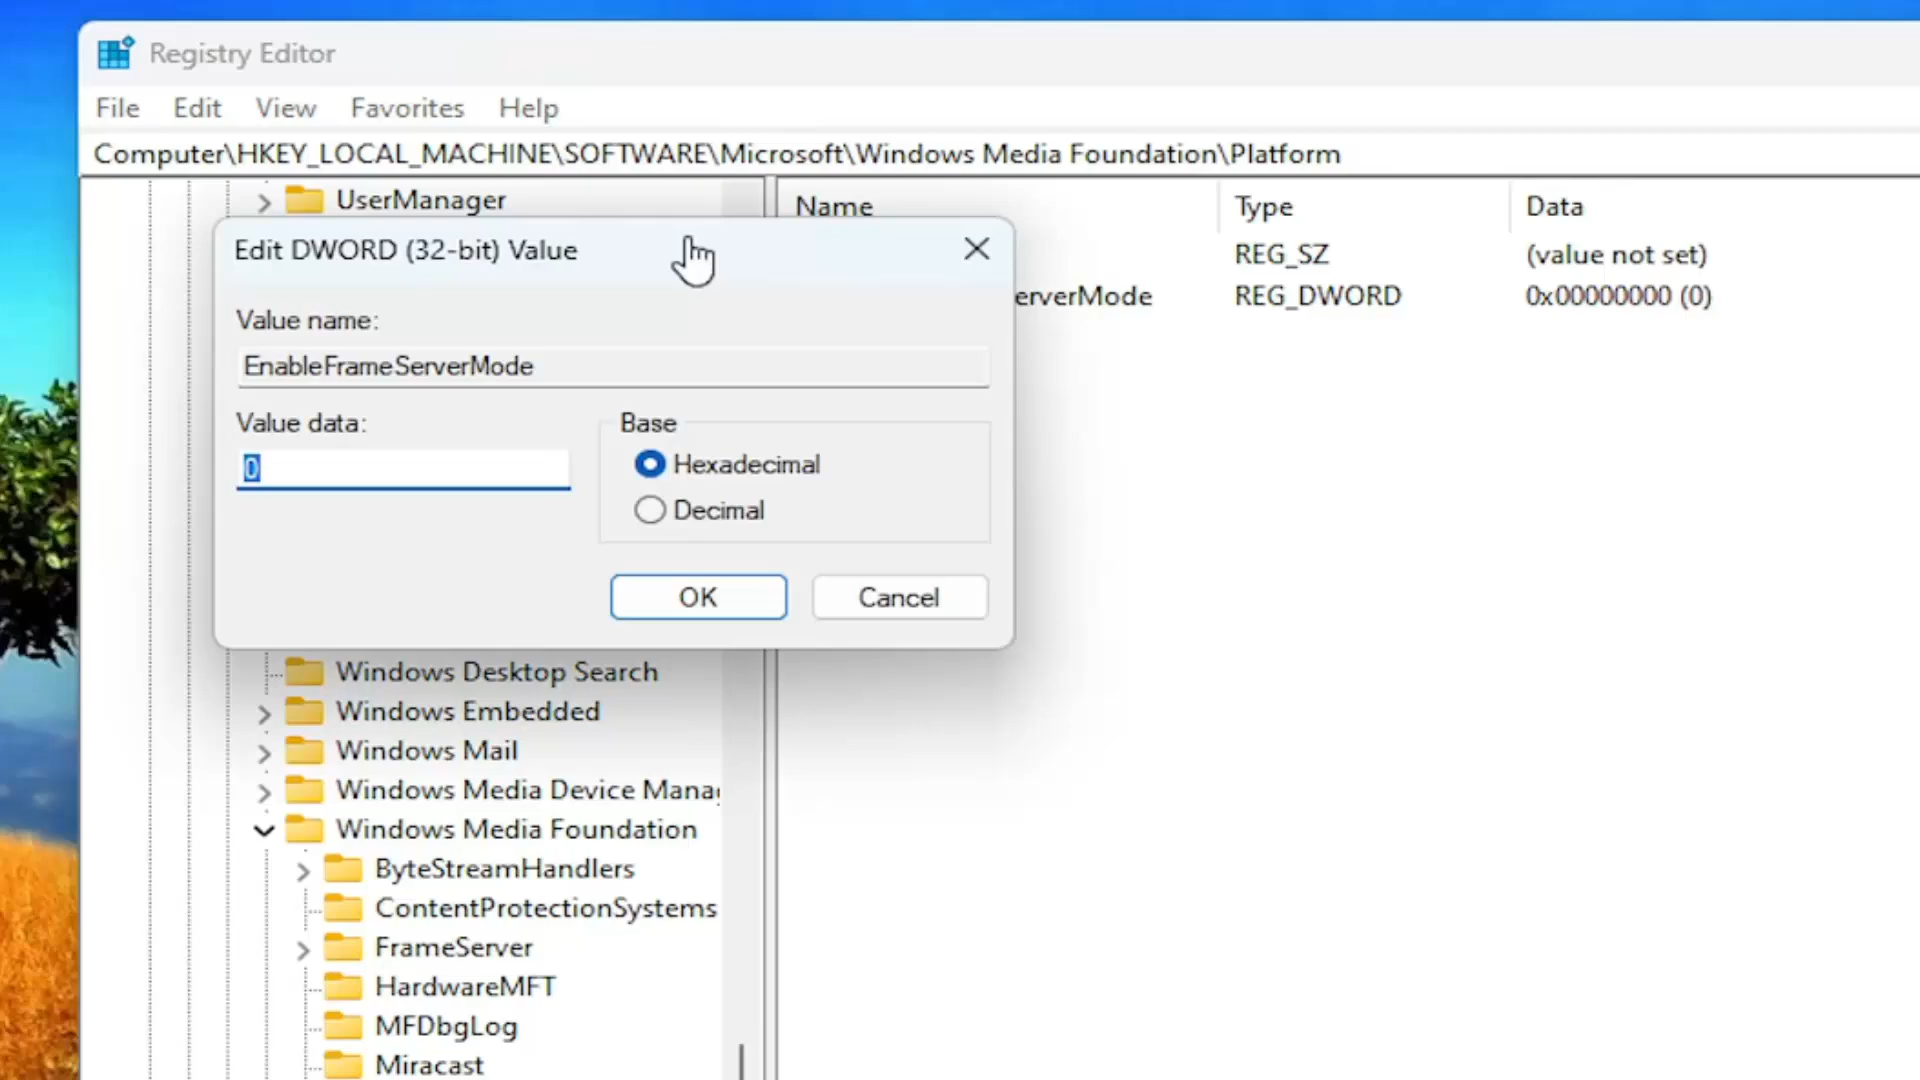 Registry Editor
File Edit View Favorites Help
Computer\HKEY_LOCAL_MACHINE\SOFTWARE\Microsoft\Windows Media Foundation\Platform
UserManager
Name Type Data
REG_SZ (value not set)
erverMode REG_DWORD 0x00000000 (0)
Edit DWORD (32-bit) Value
Value name:
EnableFrameServerMode
Value data:
0
Base
Hexadecimal
Decimal
OK Cancel
Windows Desktop Search
Windows Embedded
Windows Mail
Windows Media Device Mana
Windows Media Foundation
ByteStreamHandlers
ContentProtectionSystems
FrameServer
HardwareMFT
MFDbgLog
Miracast